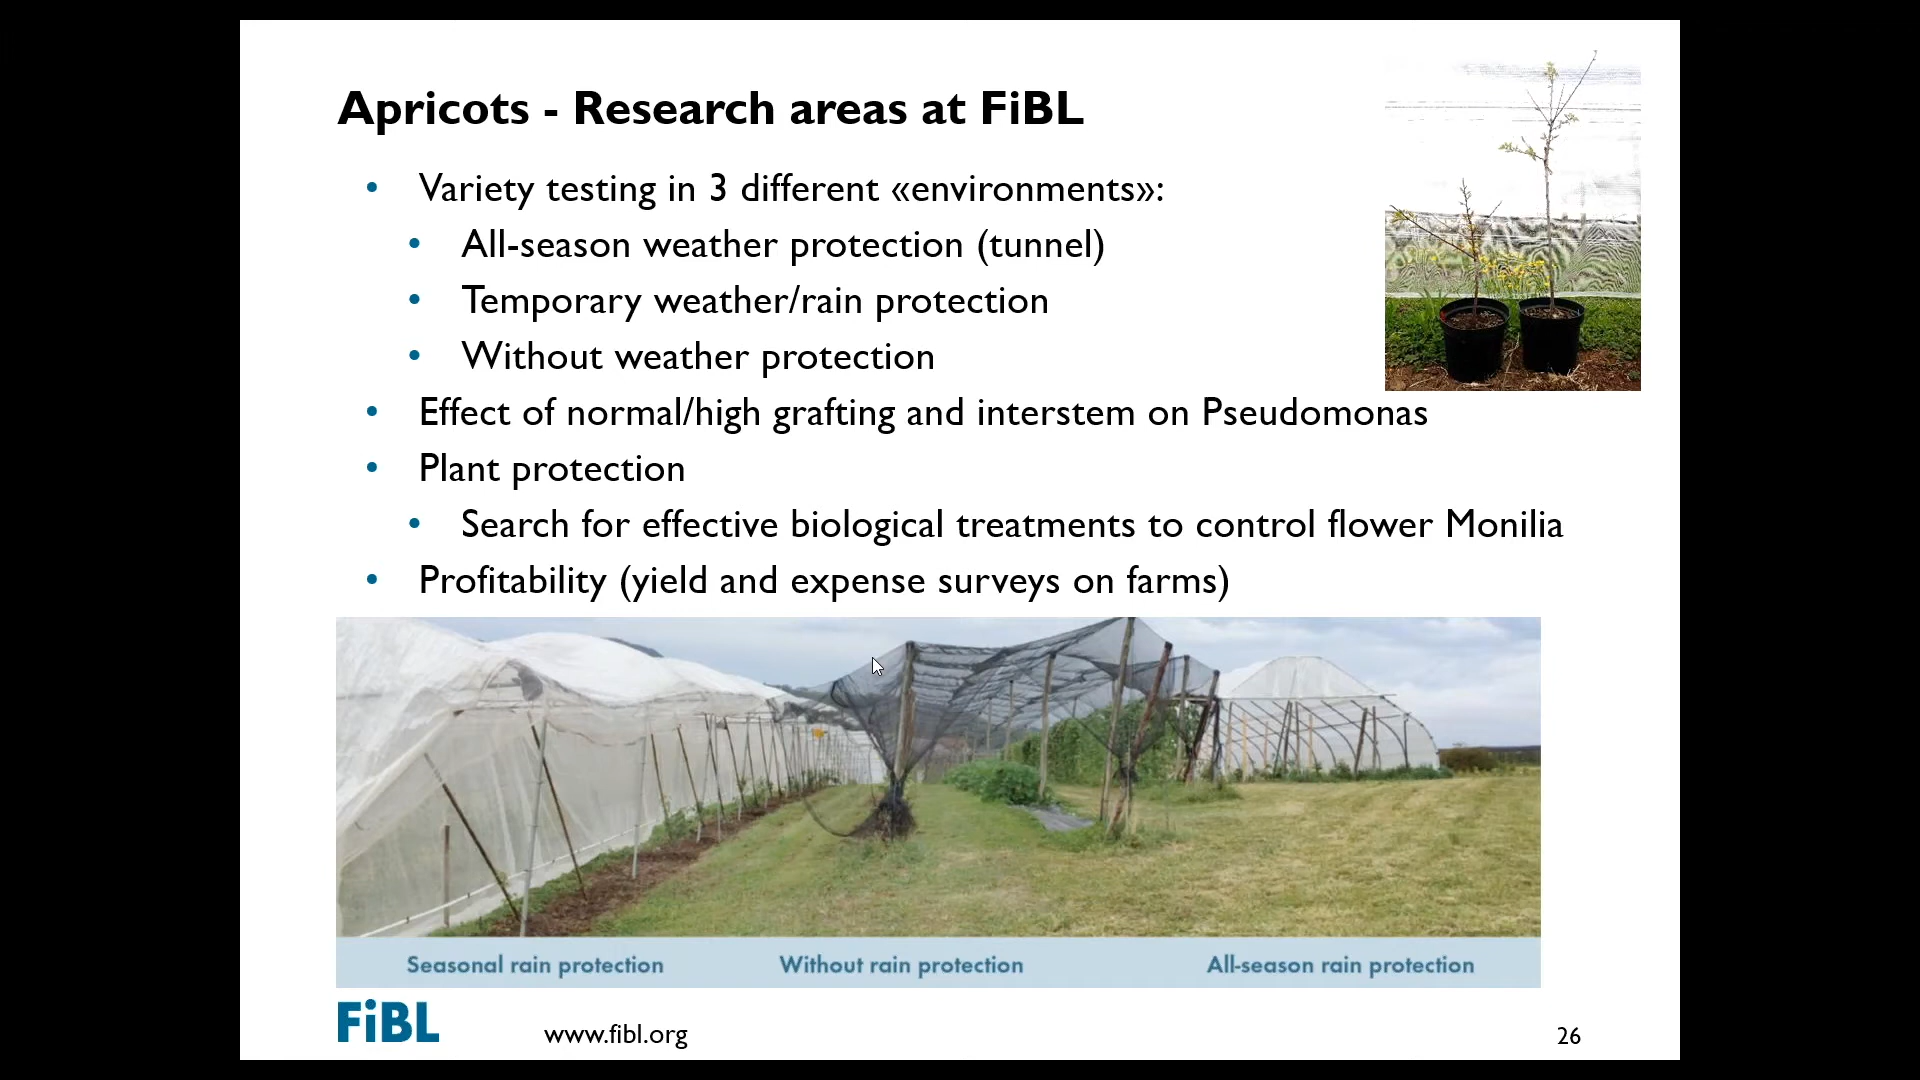 Apricots - Research areas at FiBL
• Variety testing in 3 different «environments»:
• All-season weather protection (tunnel)
• Temporary weather/rain protection
• Without weather protection
• Effect of normal/high grafting and interstem on Pseudomonas
• Plant protection
• Search for effective biological treatments to control flower Monilia
• Profitability (yield and expense surveys on farms)
Seasonal rain protection Without rain protection All-season rain protection
FiBL www.fibl.org 26